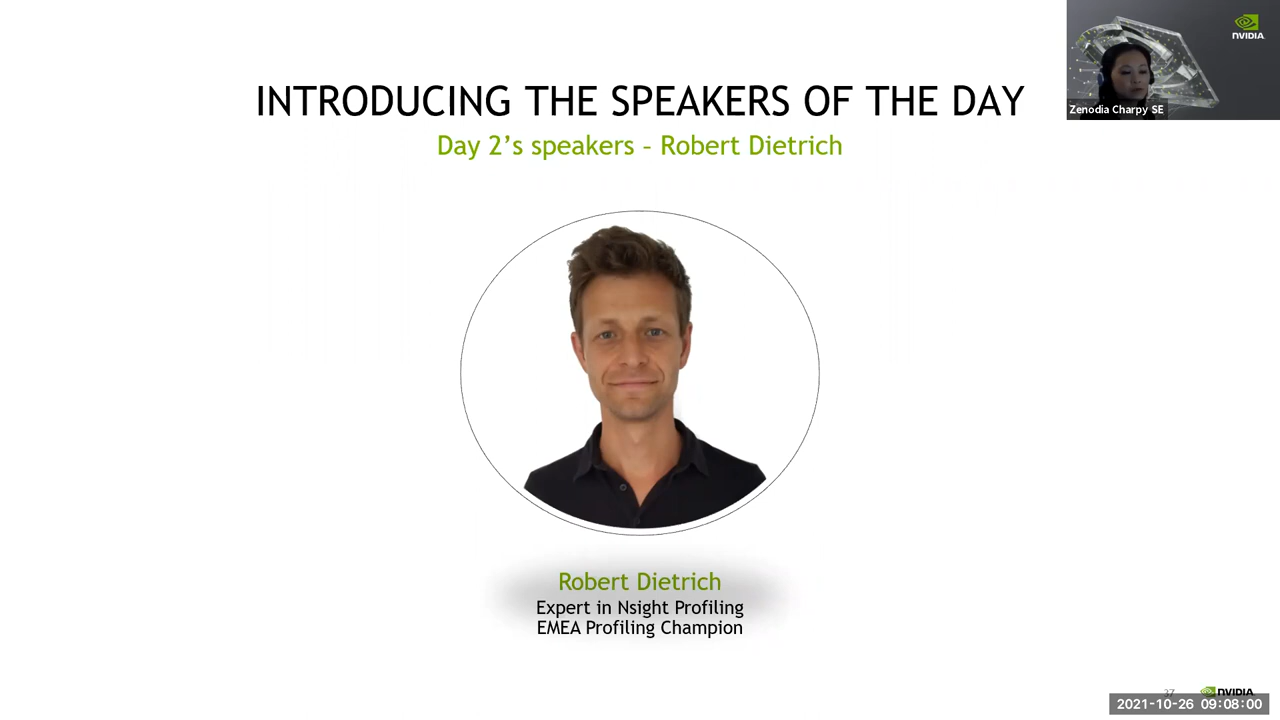 NVIDIA
Zenodia Charpy SE
INTRODUCING THE SPEAKERS OF THE DAY
Day 2’s speakers – Robert Dietrich
Robert Dietrich
Expert in Nsight Profiling
EMEA Profiling Champion
37
NVIDIA
2021-10-26 09:08:00